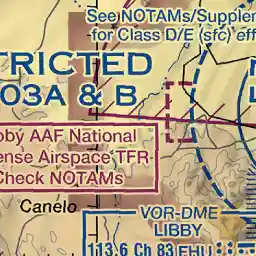 See NOTAMs/Supplem
for Class D/E (sfc) eff
TRICTED
03A & B
bby AAF National
ense Airspace TFR
Check NOTAMs
Canelo
VOR-DME
LIBBY
113.6 Ch 83 FHU